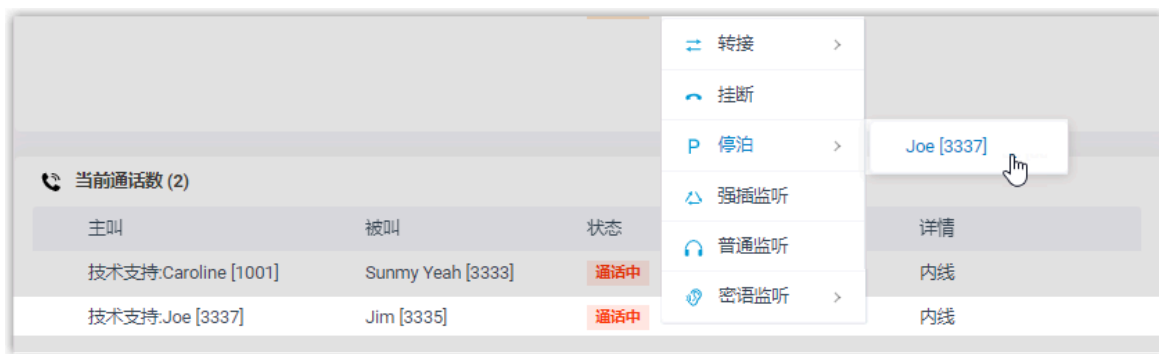 转接
挂断
P 停泊
Joe [3337]
当前通话数 (2)
强插监听
主叫 被叫 状态 详情
普通监听
技术支持:Caroline [1001] Sunmy Yeah [3333] 通话中 内线
密语监听
技术支持:Joe [3337] Jim [3335] 通话中 内线